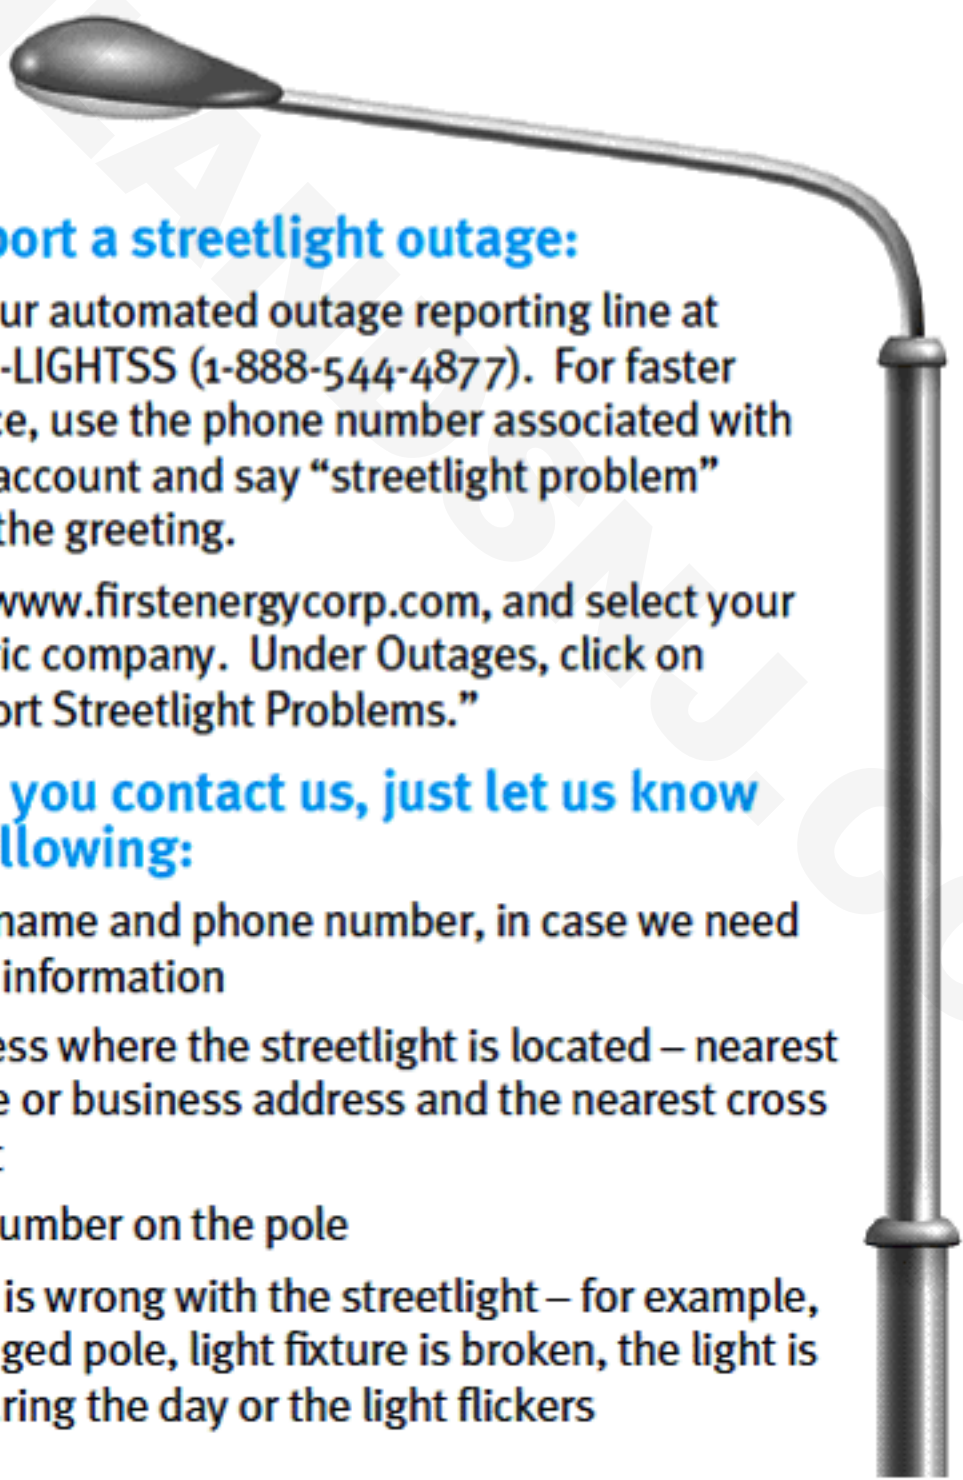 port a streetlight outage:
ur automated outage reporting line at
-LIGHTSS (1-888-544-4877).  For faster
ce, use the phone number associated with
account and say “streetlight problem”
the greeting.
www.firstenergycorp.com, and select your
ric company.  Under Outages, click on
ort Streetlight Problems.”
you contact us, just let us know
llowing:
name and phone number, in case we need
information
ess where the streetlight is located – nearest
e or business address and the nearest cross
t
umber on the pole
is wrong with the streetlight – for example,
ged pole, light fixture is broken, the light is
ring the day or the light flickers
LANDSNJ.CO